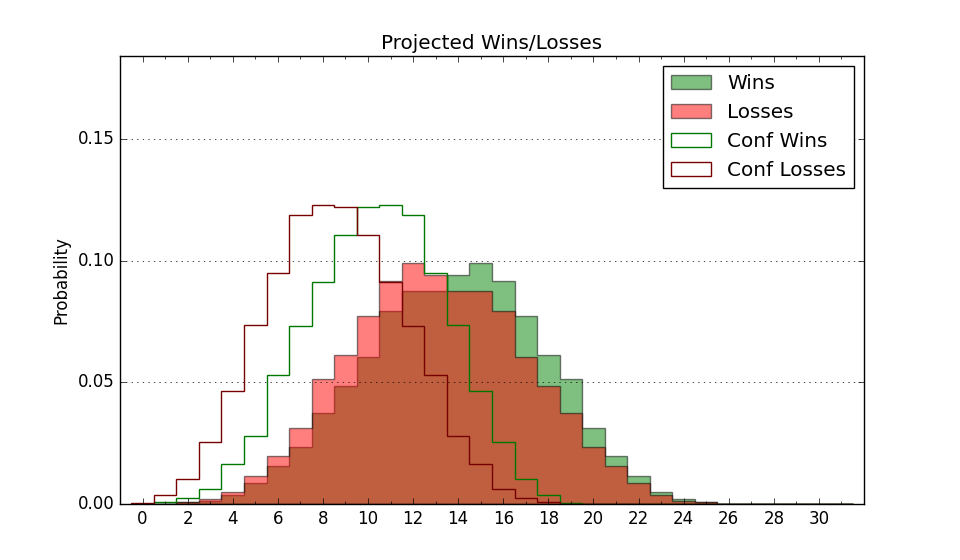 Projected Wins/Losses
Wins
Losses
Conf Wins
Conf Losses
Probability
0.15
0.10
0.05
0.00
0 2 4 6 8 10 12 14 16 18 20 22 24 26 28 30